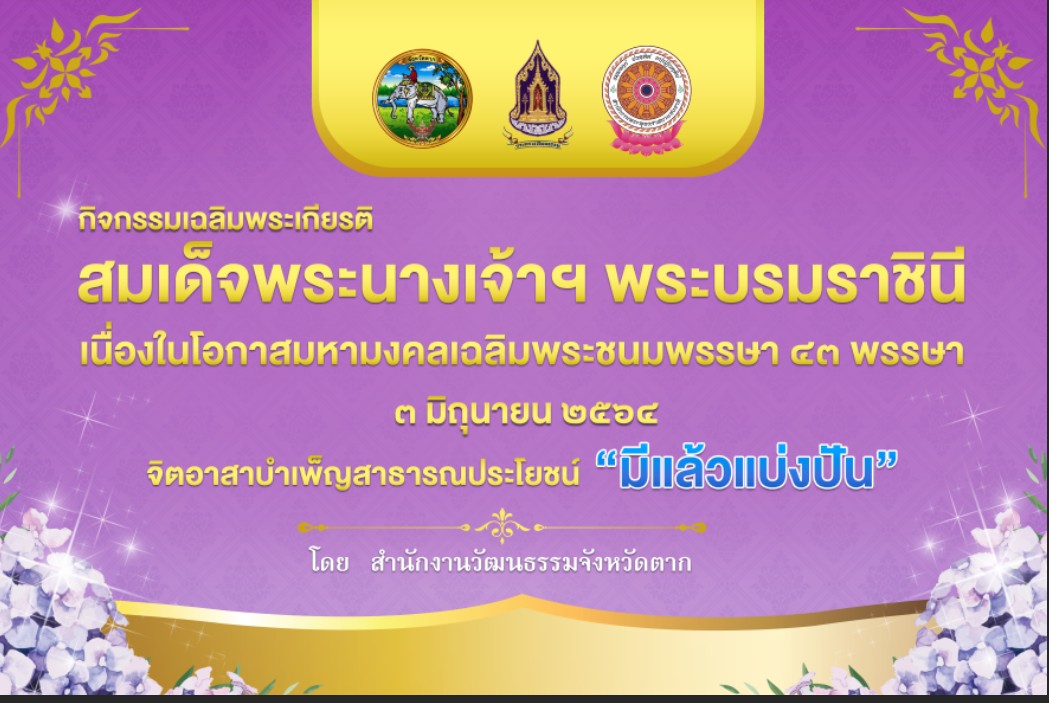 กิจกรรมเฉลิมพระเกียรติ
สมเด็จพระนางเจ้าฯ พระบรมราชินี
เนื่องในโอกาสมหามงคลเฉลิมพระชนมพรรษา ๔๓ พรรษา
๓ มิถุนายน ๒๕๖๔
จิตอาสาบำเพ็ญสาธารณประโยชน์ “มีแล้วแบ่งปัน”
โดย สำนักงานวัฒนธรรมจังหวัดตาก